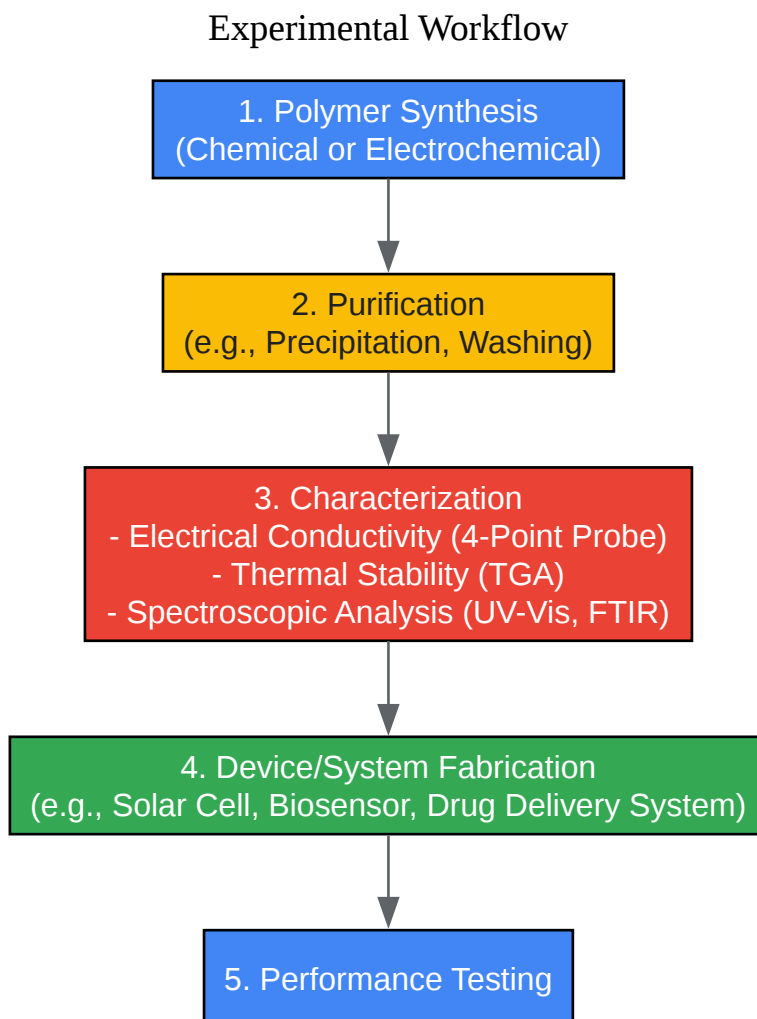 Experimental Workflow
1. Polymer Synthesis
(Chemical or Electrochemical)
2. Purification
(e.g., Precipitation, Washing)
3. Characterization
- Electrical Conductivity (4-Point Probe)
- Thermal Stability (TGA)
- Spectroscopic Analysis (UV-Vis, FTIR)
4. Device/System Fabrication
(e.g., Solar Cell, Biosensor, Drug Delivery System)
5. Performance Testing